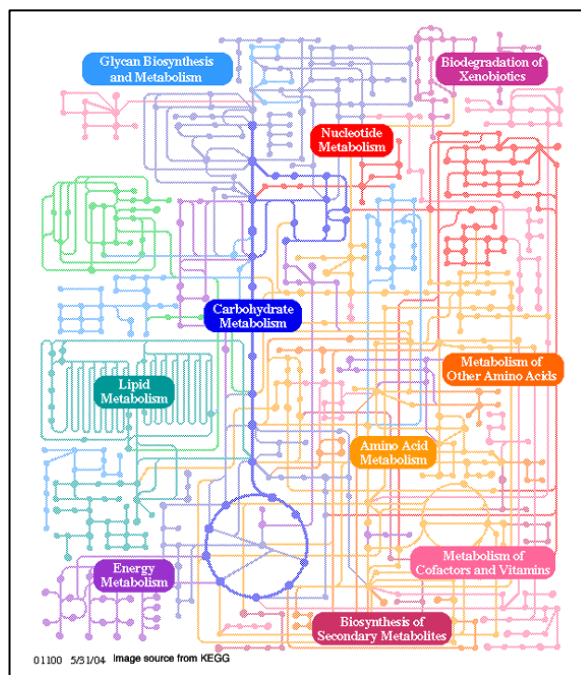 Glycan Biosynthesis
and Metabolism
Biodegradation of
Xenobiotics
Nucleotide
Metabolism
Carbohydrate
Metabolism
Lipid
Metabolism
Metabolism of
Other Amino Acids
Amino Acid
Metabolism
Energy
Metabolism
Metabolism of
Cofactors and Vitamins
Biosynthesis of
Secondary Metabolites
01100 5/31/04 Image source from KEGG